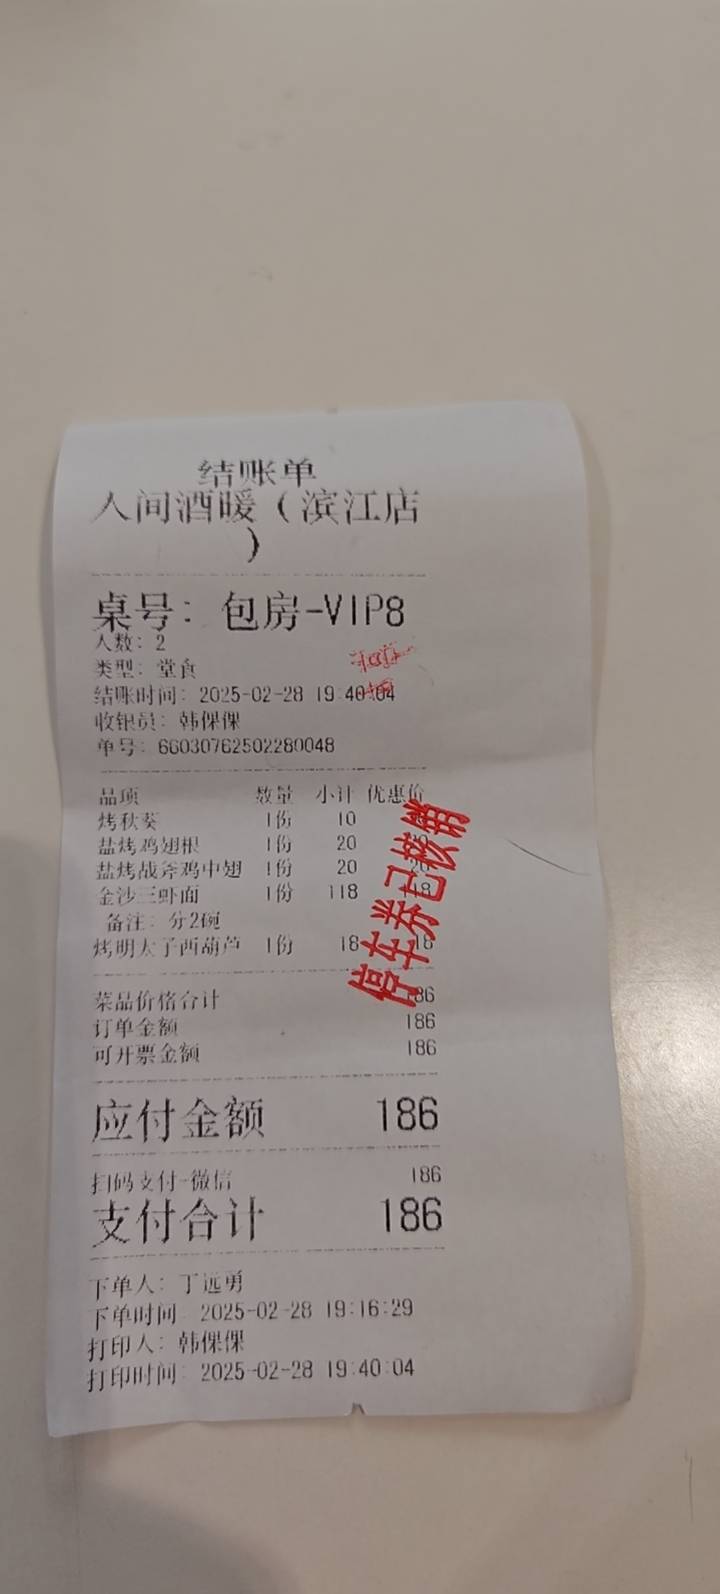 结账单
人间酒暖（滨江店
）
桌号：包房-VIP8
人数：2
类型：堂食
结账时间：2025-02-28 19:40:04
收银员：韩倮倮
单号：66030762502280048
品项 数量 小计 优惠价
烤秋葵 1份 10
盐烤鸡翅根 1份 20
盐烤战斧鸡中翅 1份 20 20
金沙三虾面 1份 118 118
备注：分2碗
烤明太子西葫芦 1份 18 18
停车券已核销
菜品价格合计 186
订单金额 186
可开票金额 186
应付金额 186
扫码支付-微信 186
支付合计 186
下单人：丁远勇
下单时间：2025-02-28 19:16:29
打印人：韩倮倮
打印时间：2025-02-28 19:40:04